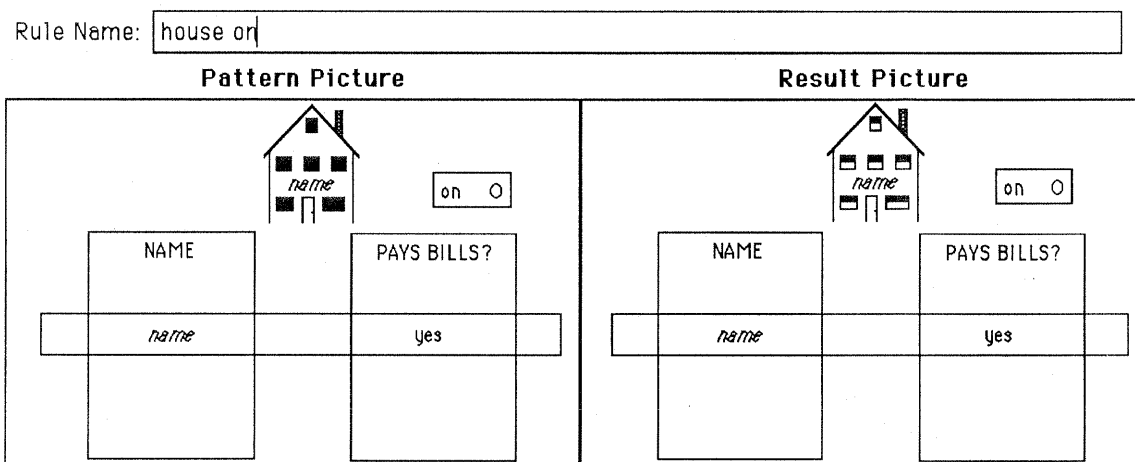 Rule Name: house on
Pattern Picture
Result Picture
name
on
NAME
PAYS BILLS?
name
yes
name
on
NAME
PAYS BILLS?
name
yes